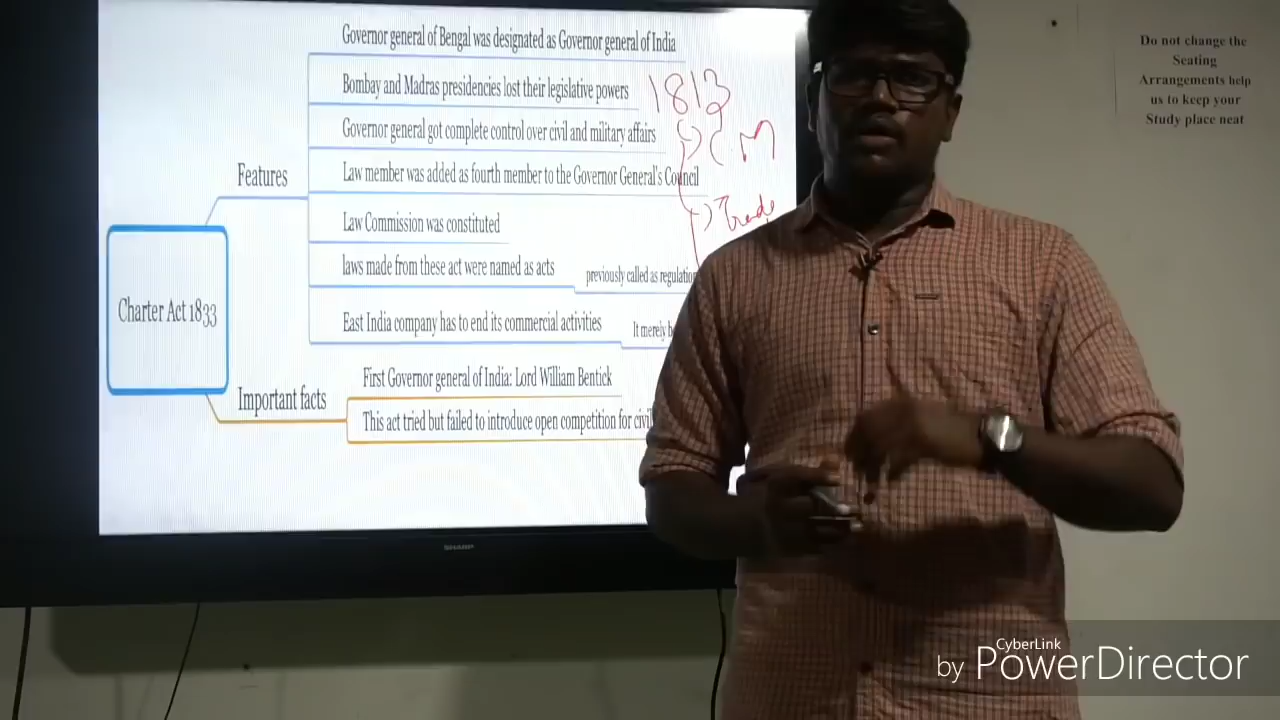 Governor general of Bengal was designated as Governor general of India
Bombay and Madras presidencies lost their legislative powers
Governor general got complete control over civil and military affairs
Features
Law member was added as fourth member to the Governor General's Council
Law Commission was constituted
laws made from these act were named as acts
previously called as regulation
East India company has to end its commercial activities
It merely
Charter Act 1833
First Governor general of India: Lord William Bentick
Important facts
This act tried but failed to introduce open competition for civil
1813
C.M
Trade
SHARP
Do not change the
Seating
Arrangements help
us to keep your
Study place neat
CyberLink
by PowerDirector